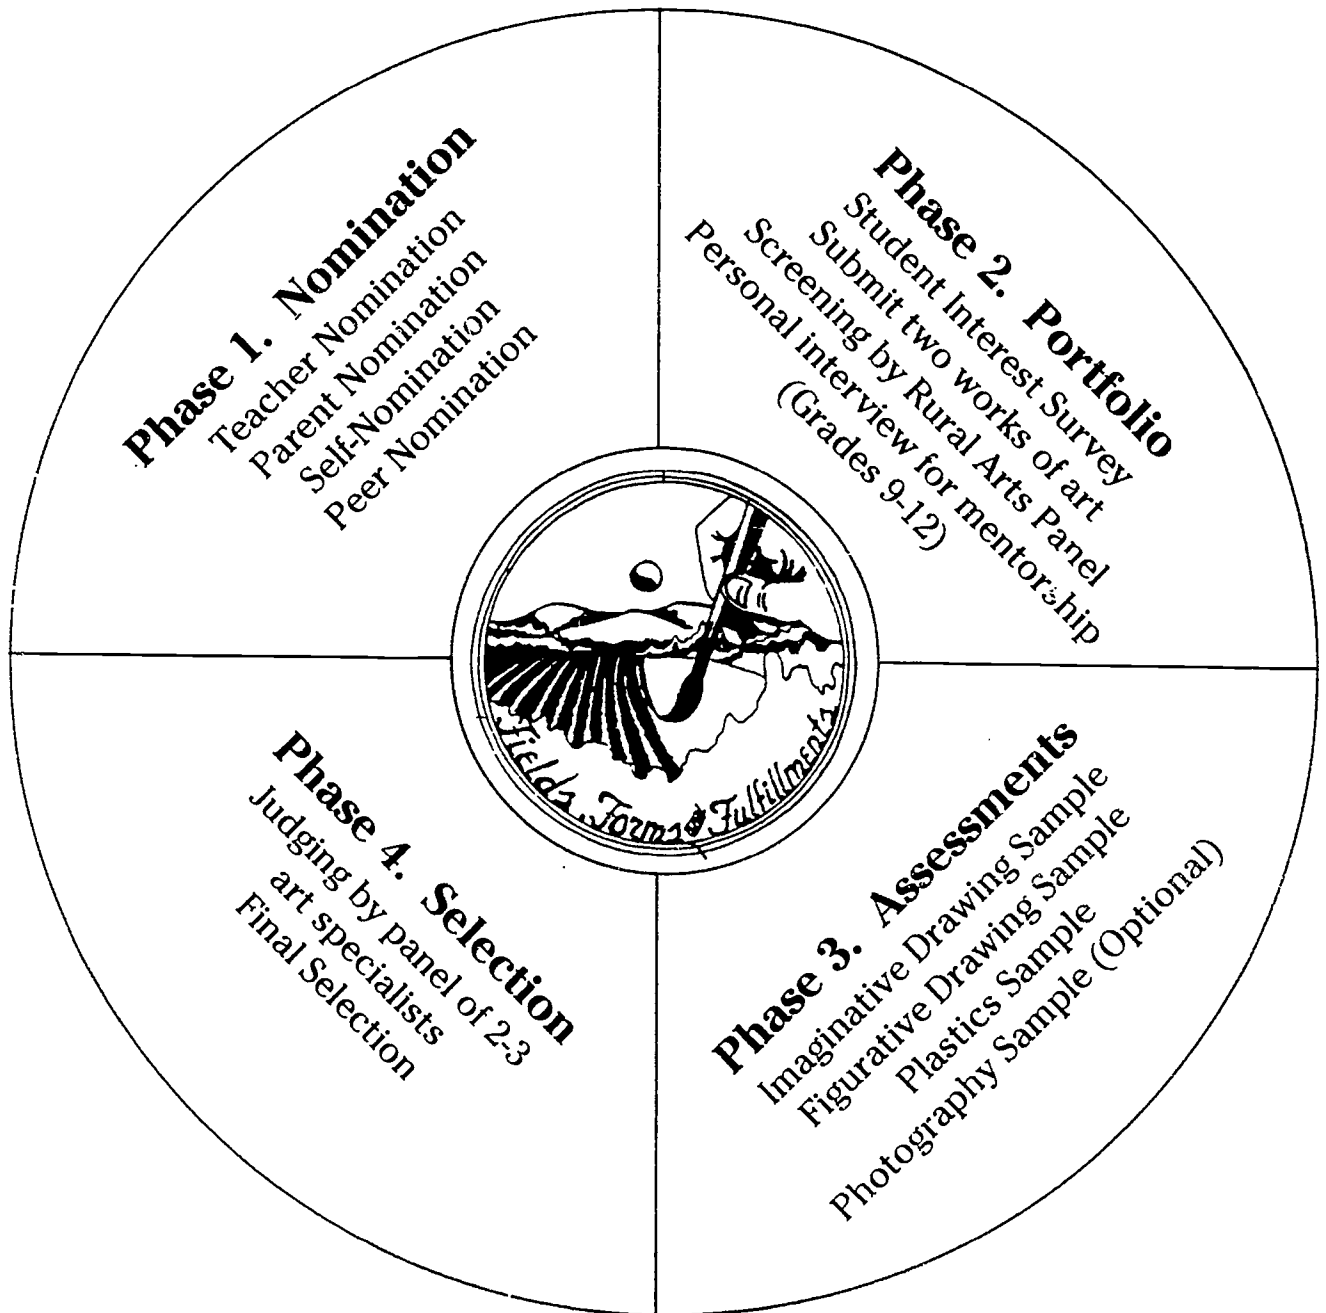 Phase 1. Nomination
Teacher Nomination
Parent Nomination
Self-Nomination
Peer Nomination
Phase 2. Portfolio
Student Interest Survey
Submit two works of art
Screening by Rural Arts Panel
Personal interview for mentorship
(Grades 9-12)
Phase 3. Assessments
Imaginative Drawing Sample
Figurative Drawing Sample
Plastics Sample
Photography Sample (Optional)
Phase 4. Selection
Judging by panel of 2-3
art specialists
Final Selection
Fields Forms and Fulfillments